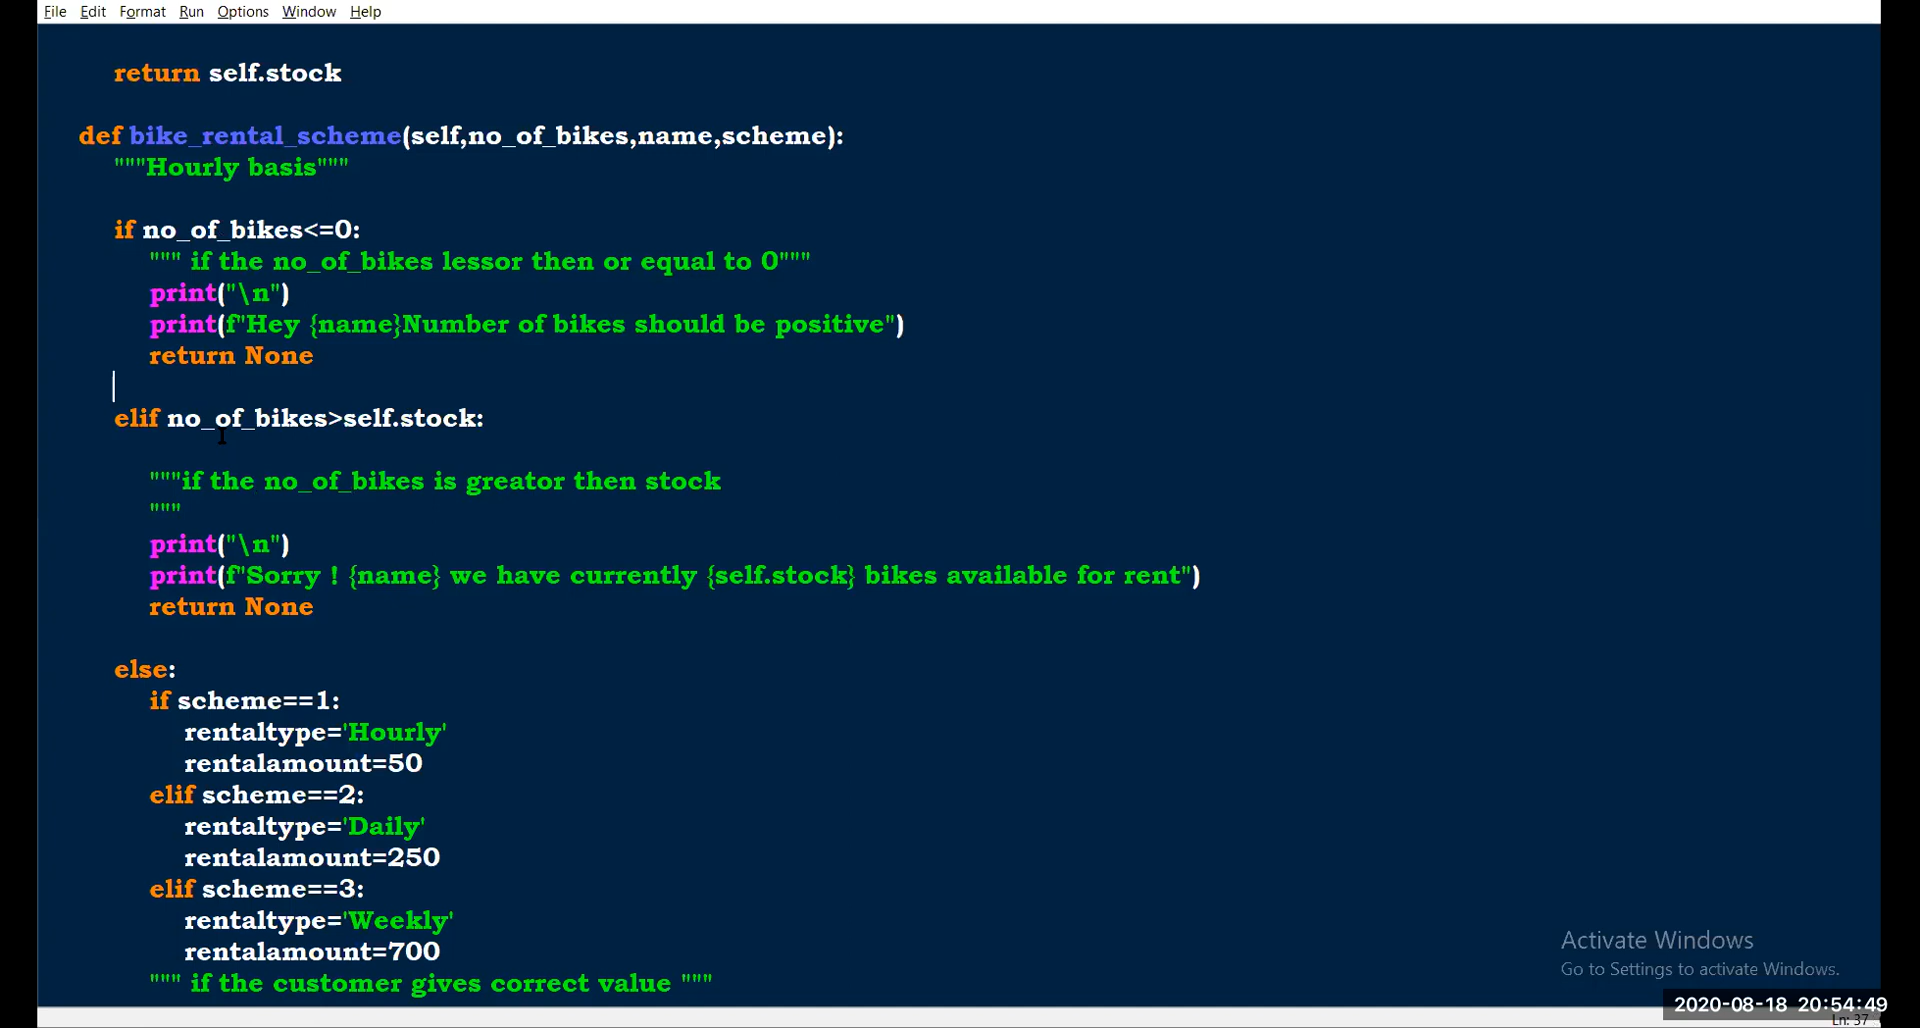 File Edit Format Run Options Window Help
return self.stock
def bike_rental_scheme(self,no_of_bikes,name,scheme):
"""Hourly basis"""
if no_of_bikes<=0:
""" if the no_of_bikes lessor then or equal to 0"""
print("\n")
print(f"Hey {name}Number of bikes should be positive")
return None
elif no_of_bikes>self.stock:
"""if the no_of_bikes is greator then stock
"""
print("\n")
print(f"Sorry ! {name} we have currently {self.stock} bikes available for rent")
return None
else:
if scheme==1:
rentaltype='Hourly'
rentalamount=50
elif scheme==2:
rentaltype='Daily'
rentalamount=250
elif scheme==3:
rentaltype='Weekly'
rentalamount=700
""" if the customer gives correct value """
Activate Windows
Go to Settings to activate Windows.
2020-08-18 20:54:49
Ln: 37